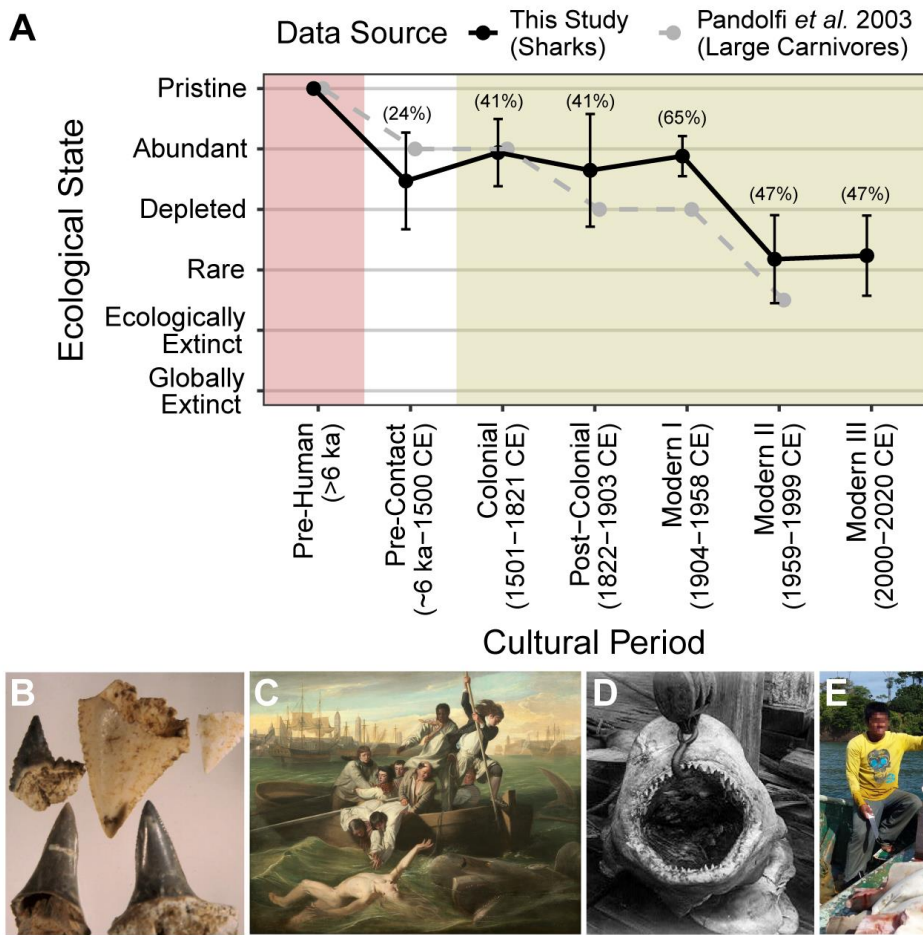 A
Data Source
This Study
(Sharks)
Pandolfi et al. 2003
(Large Carnivores)
Ecological State
Pristine
Abundant
Depleted
Rare
Ecologically
Extinct
Globally
Extinct
(24%)
(41%)
(41%)
(65%)
(47%)
(47%)
Pre-Human
(>6 ka)
Pre-Contact
(~6 ka–1500 CE)
Colonial
(1501–1821 CE)
Post-Colonial
(1822–1903 CE)
Modern I
(1904–1958 CE)
Modern II
(1959–1999 CE)
Modern III
(2000–2020 CE)
Cultural Period
B
C
D
E